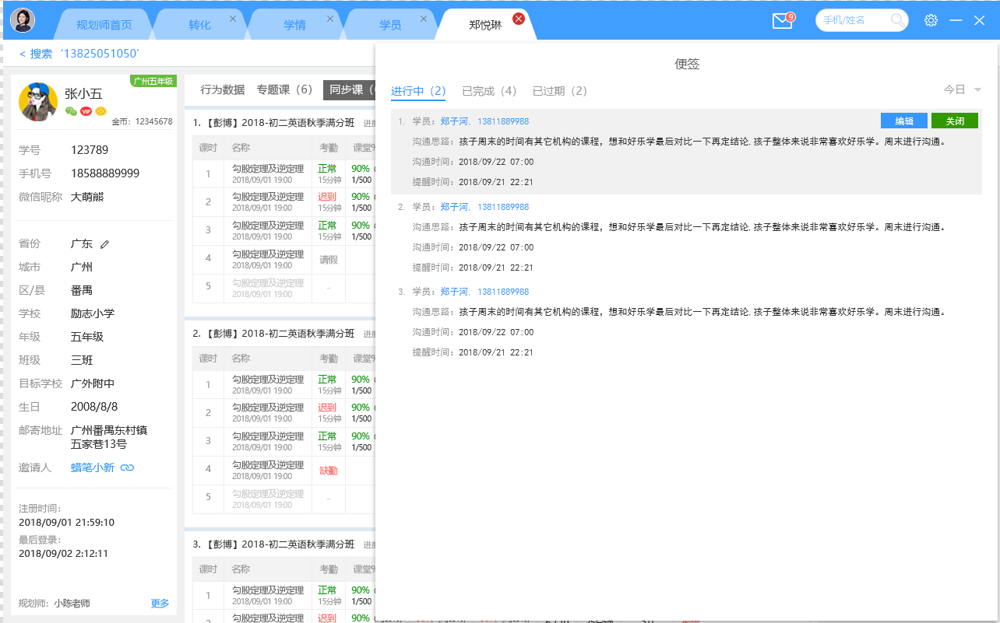 规划师首页
转化
学情
学员
郑悦琳
9
手机/姓名
< 搜索 '13825051050'
广州五年级
张小五
VIP
金币：12345678
学号 123789
手机号 18588889999
微信昵称 大萌熊
省份 广东
城市 广州
区/县 番禺
学校 励志小学
年级 五年级
班级 三班
目标学校 广外附中
生日 2008/8/8
邮寄地址 广州番禺东村镇
五家巷13号
邀请人 蜡笔小新
注册时间：
2018/09/01 21:59:10
最后登录：
2018/09/02 2:12:11
规划师：小陈老师 更多
行为数据 专题课（6） 同步课
1. 【彭博】2018-初二英语秋季满分班
课时 名称 考勤 课堂
1 勾股定理及逆定理 正常 90%
2018/09/01 19:00 15分钟 1/500
2 勾股定理及逆定理 迟到 90%
2018/09/01 19:00 15分钟 1/500
3 勾股定理及逆定理 正常 90%
2018/09/01 19:00 15分钟 1/500
4 勾股定理及逆定理 请假
2018/09/01 19:00
5 勾股定理及逆定理 -
2018/09/01 19:00
2. 【彭博】2018-初二英语秋季满分班
课时 名称 考勤 课堂
1 勾股定理及逆定理 正常 90%
2018/09/01 19:00 15分钟 1/500
2 勾股定理及逆定理 迟到 90%
2018/09/01 19:00 15分钟 1/500
3 勾股定理及逆定理 正常 90%
2018/09/01 19:00 15分钟 1/500
4 勾股定理及逆定理 缺勤
2018/09/01 19:00
5 勾股定理及逆定理 -
2018/09/01 19:00
3. 【彭博】2018-初二英语秋季满分班
课时 名称 考勤 课堂
1 勾股定理及逆定理 正常 90%
2018/09/01 19:00 15分钟 1/500
勾股定理及逆定理 迟到 90%
便签
进行中（2） 已完成（4） 已过期（2） 今日
1. 学员：郑子河， 13811889988 编辑 关闭
沟通思路：孩子周末的时间有其它机构的课程，想和好乐学最后对比一下再定结论,孩子整体来说非常喜欢好乐学。周末进行沟通。
沟通时间：2018/09/22 07:00
提醒时间：2018/09/21 22:21
2. 学员：郑子河， 13811889988
沟通思路：孩子周末的时间有其它机构的课程，想和好乐学最后对比一下再定结论,孩子整体来说非常喜欢好乐学。周末进行沟通。
沟通时间：2018/09/22 07:00
提醒时间：2018/09/21 22:21
3. 学员：郑子河， 13811889988
沟通思路：孩子周末的时间有其它机构的课程，想和好乐学最后对比一下再定结论,孩子整体来说非常喜欢好乐学。周末进行沟通。
沟通时间：2018/09/22 07:00
提醒时间：2018/09/21 22:21